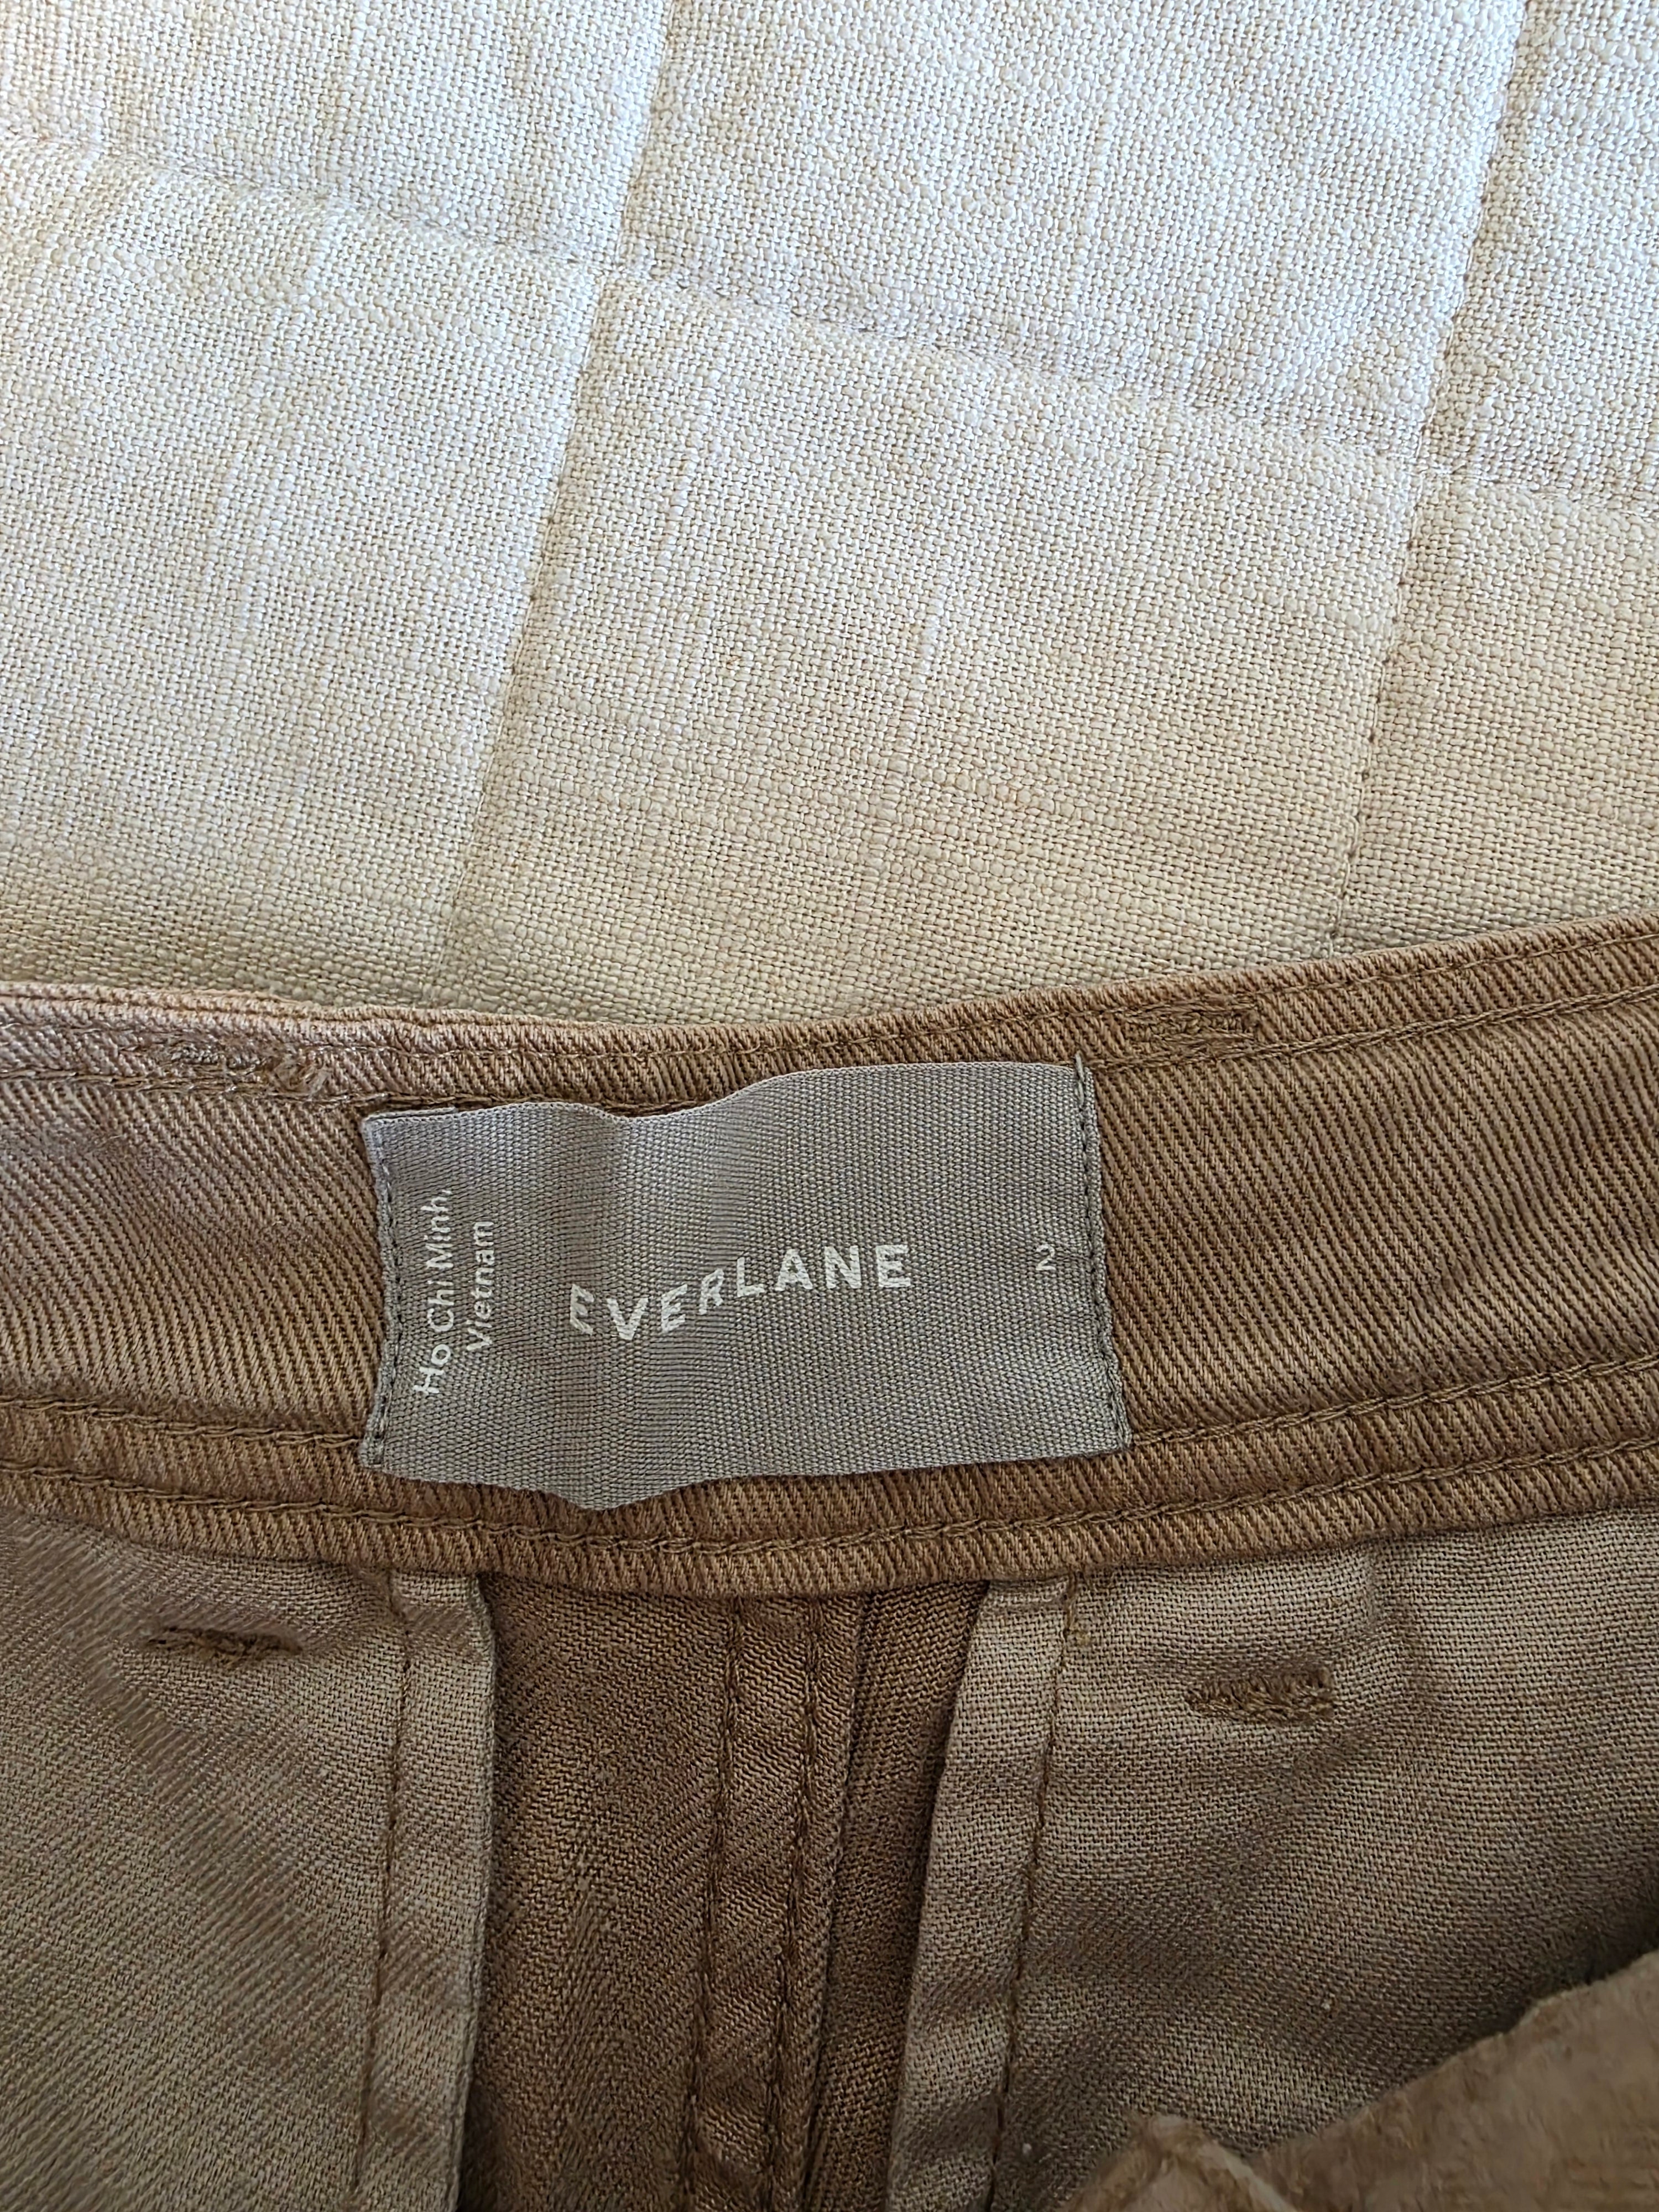 Ho Chi Minh,
Vietnam
EVERLANE
2